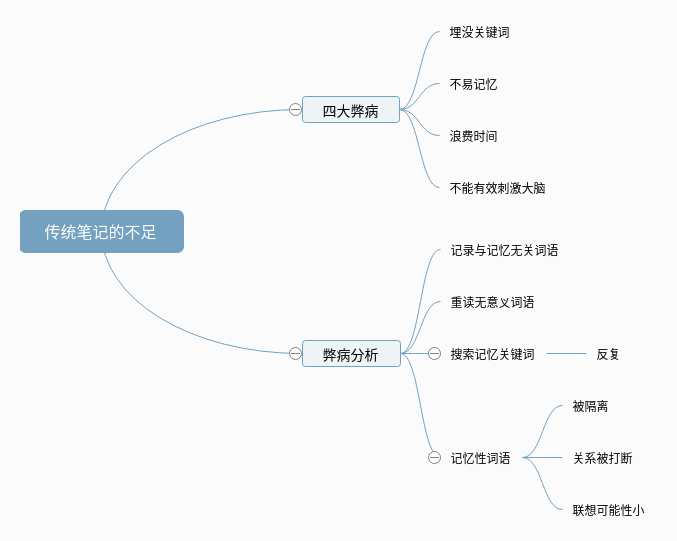 传统笔记的不足
四大弊病
埋没关键词
不易记忆
浪费时间
不能有效刺激大脑
弊病分析
记录与记忆无关词语
重读无意义词语
搜索记忆关键词
反复
记忆性词语
被隔离
关系被打断
联想可能性小